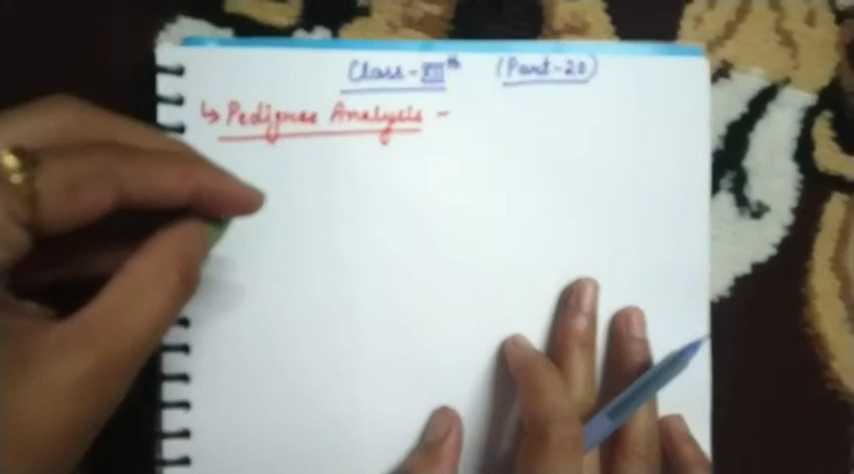 Class-XIIth (Part-20)
↳ Pedigree Analysis -